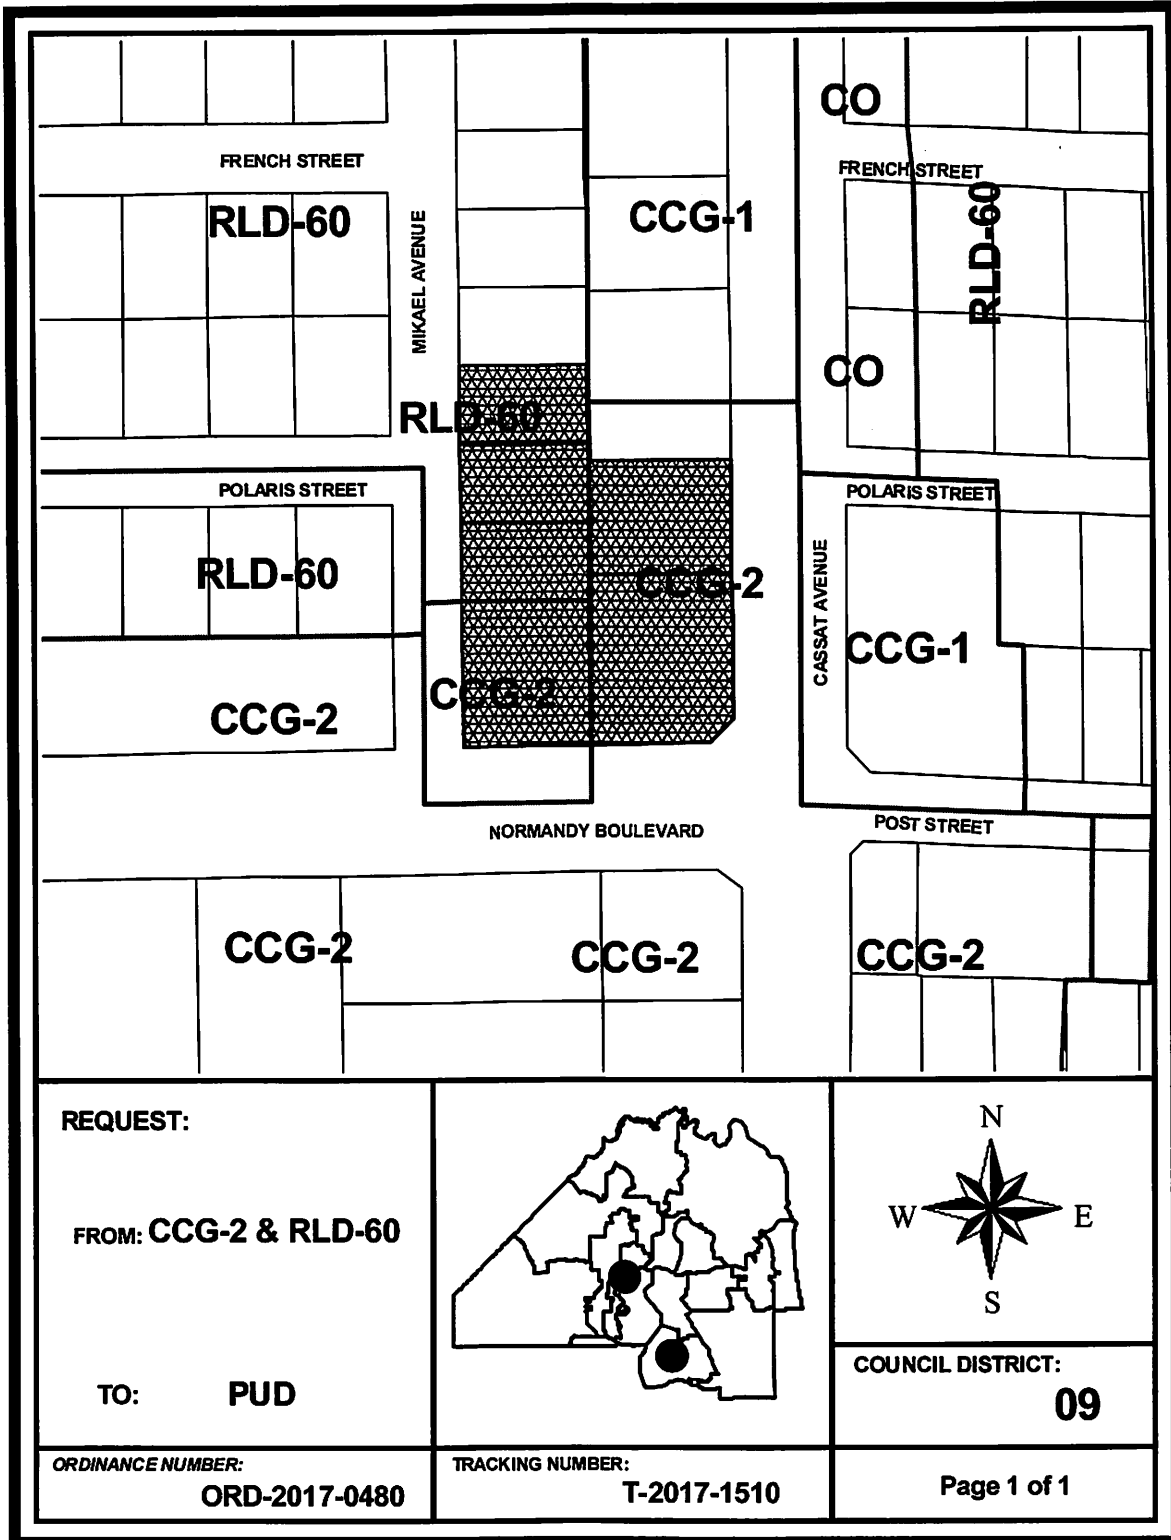 CO
FRENCH STREET
FRENCH STREET
RLD-60
CCG-1
RLD-60
MIKAEL AVENUE
CO
RLD-60
POLARIS STREET
POLARIS STREET
RLD-60
CCG-2
CASSAT AVENUE
CCG-1
CCG-2
CCG-2
NORMANDY BOULEVARD
POST STREET
CCG-2
CCG-2
CCG-2
REQUEST:
FROM: CCG-2 & RLD-60
TO: PUD
N
W
E
S
COUNCIL DISTRICT:
09
ORDINANCE NUMBER:
ORD-2017-0480
TRACKING NUMBER:
T-2017-1510
Page 1 of 1